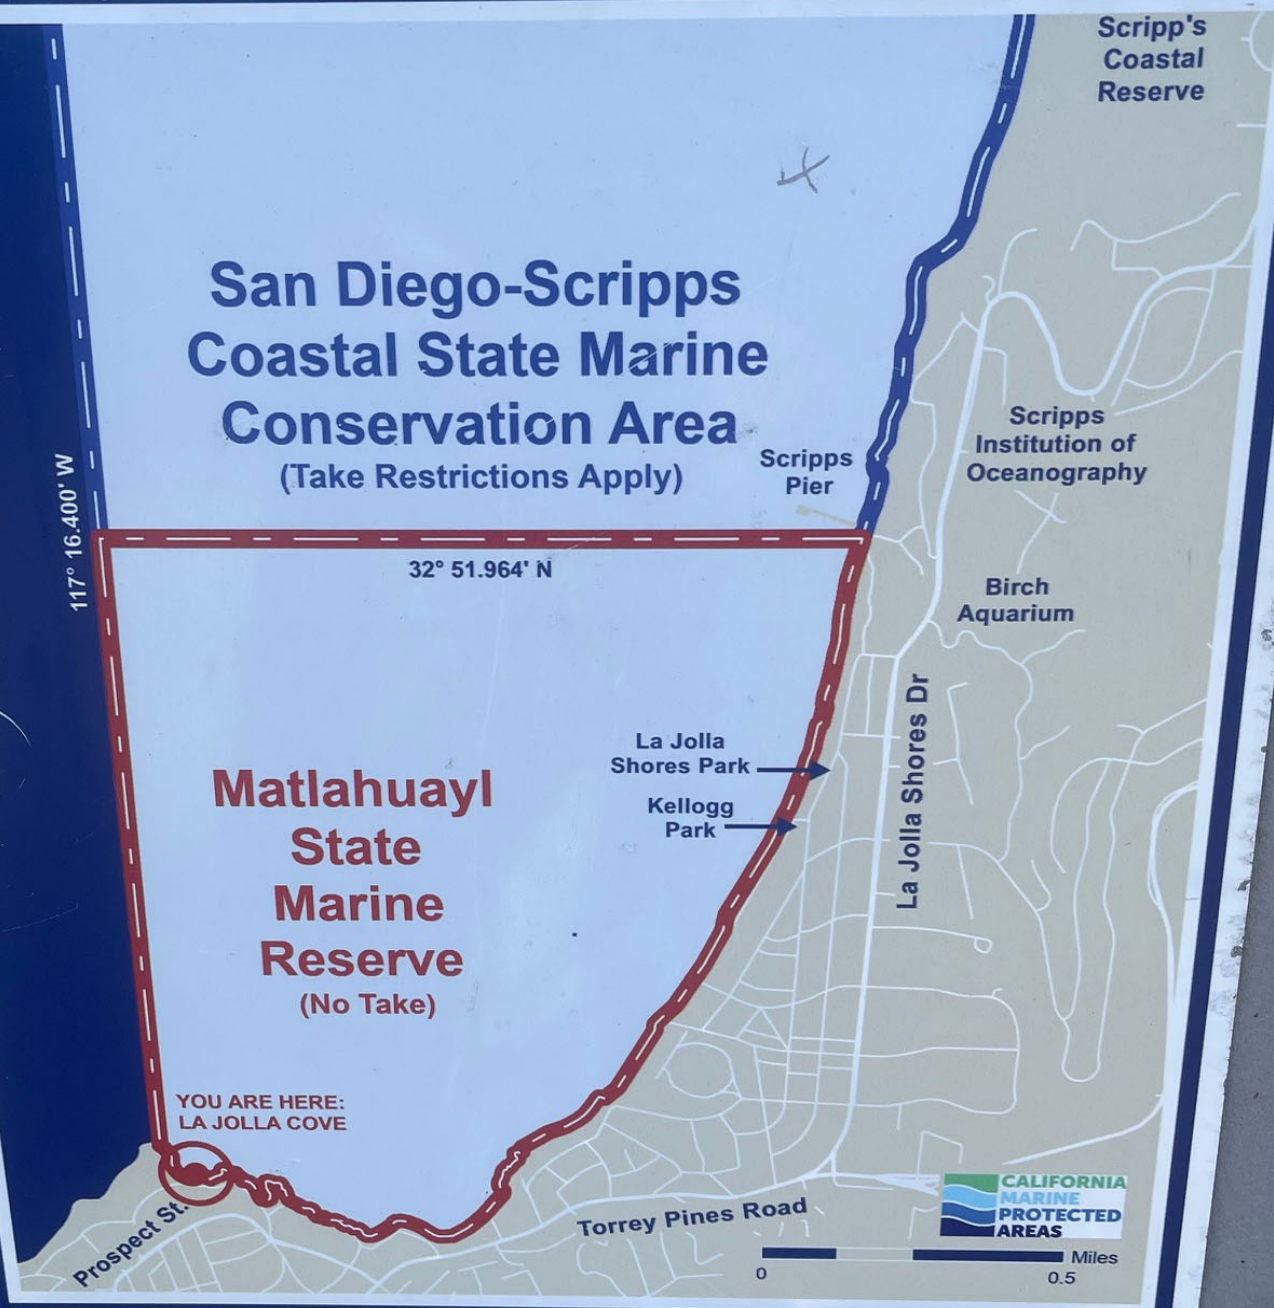 Scripp's
Coastal
Reserve
San Diego-Scripps
Coastal State Marine
Conservation Area
(Take Restrictions Apply)
Scripps
Pier
Scripps
Institution of
Oceanography
117° 16.400' W
32° 51.964' N
Birch
Aquarium
La Jolla
Shores Park
Kellogg
Park
La Jolla Shores Dr
Matlahuayl
State
Marine
Reserve
(No Take)
YOU ARE HERE:
LA JOLLA COVE
Prospect St.
Torrey Pines Road
CALIFORNIA
MARINE
PROTECTED
AREAS
Miles
0
0.5